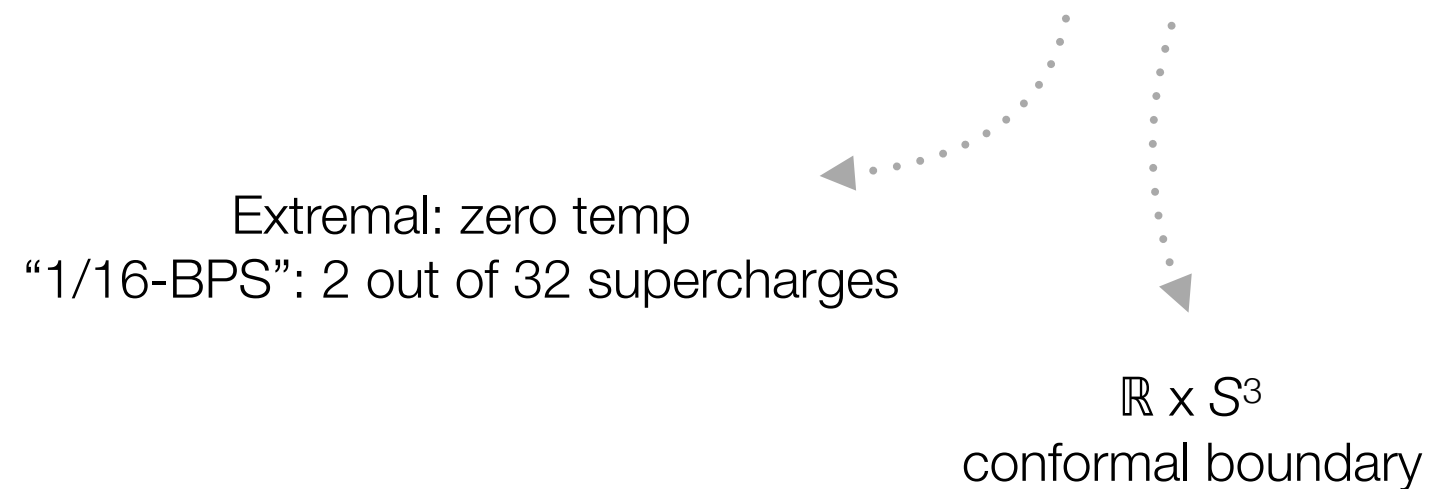 Extremal: zero temp
“1/16-BPS”: 2 out of 32 supercharges
ℝ x S³
conformal boundary